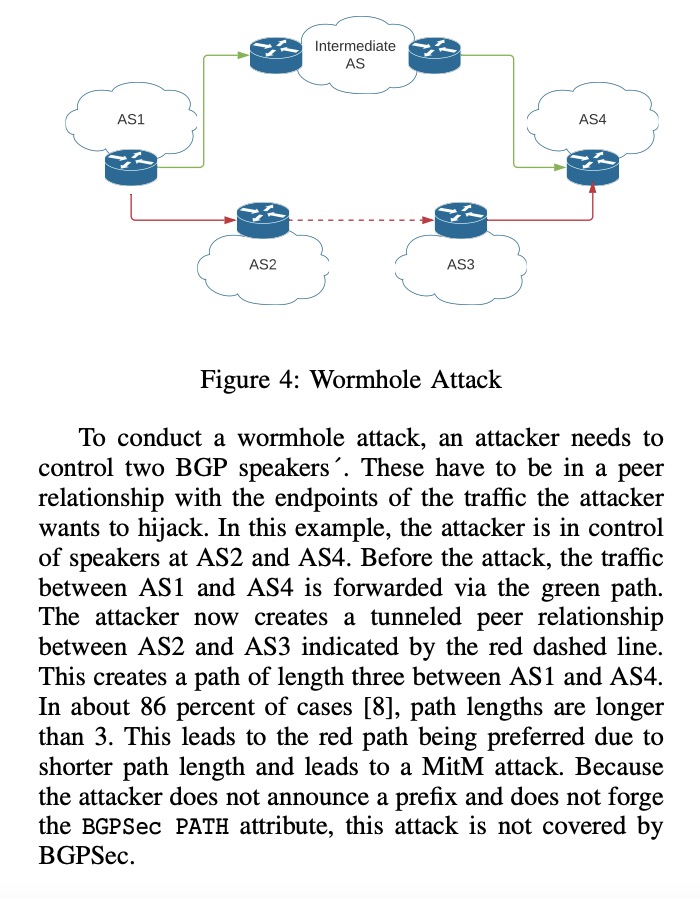 Intermediate
AS
AS1
AS4
AS2
AS3
Figure 4: Wormhole Attack
To conduct a wormhole attack, an attacker needs to
control two BGP speakers´. These have to be in a peer
relationship with the endpoints of the traffic the attacker
wants to hijack. In this example, the attacker is in control
of speakers at AS2 and AS4. Before the attack, the traffic
between AS1 and AS4 is forwarded via the green path.
The attacker now creates a tunneled peer relationship
between AS2 and AS3 indicated by the red dashed line.
This creates a path of length three between AS1 and AS4.
In about 86 percent of cases [8], path lengths are longer
than 3. This leads to the red path being preferred due to
shorter path length and leads to a MitM attack. Because
the attacker does not announce a prefix and does not forge
the BGPSec PATH attribute, this attack is not covered by
BGPSec.